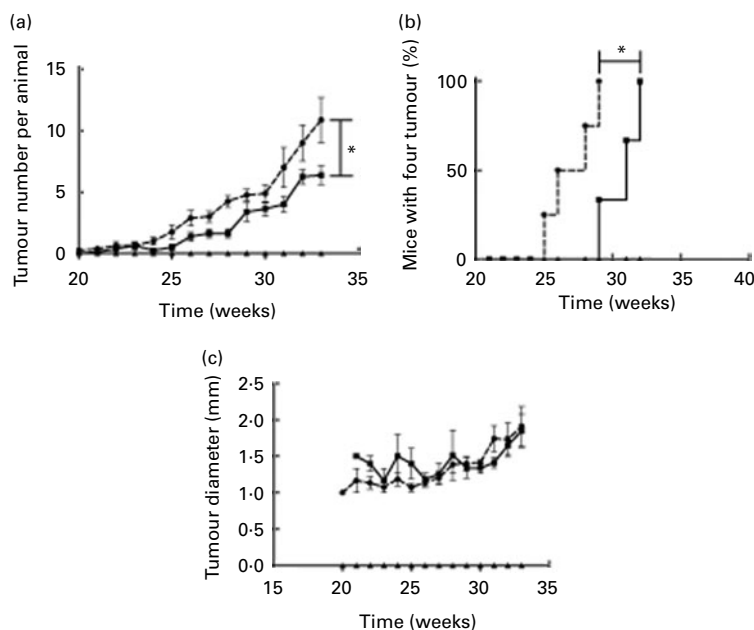 (a)
Tumour number per animal
15
10
5
0
20 25 30 35
Time (weeks)
*
(b)
Mice with four tumour (%)
100
50
0
20 25 30 35 40
Time (weeks)
*
(c)
Tumour diameter (mm)
2·5
2·0
1·5
1·0
0·5
0·0
15 20 25 30 35
Time (weeks)